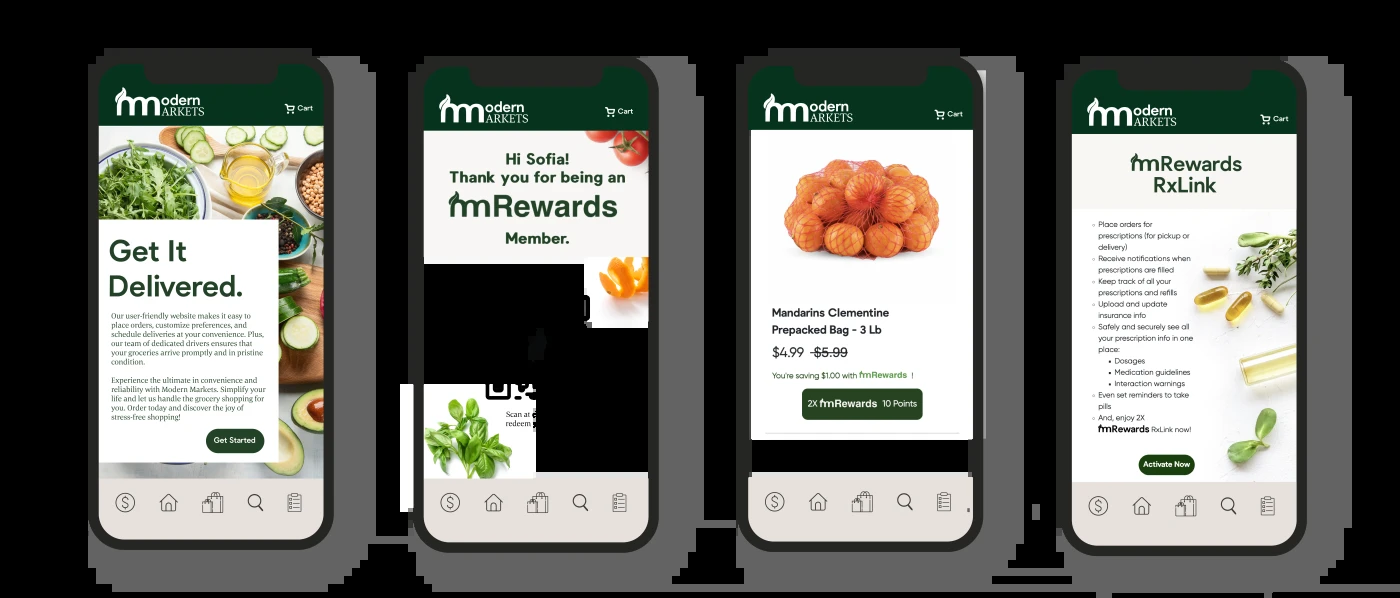 modern
MARKETS
Cart
Get It
Delivered.
Our user-friendly website makes it easy to
place orders, customize preferences, and
schedule deliveries at your convenience. Plus,
our team of dedicated drivers ensures that
your groceries arrive promptly and in pristine
condition.
Experience the ultimate in convenience and
reliability with Modern Markets. Simplify your
life and let us handle the grocery shopping for
you. Order today and discover the joy of
stress-free shopping!
Get Started
modern
MARKETS
Cart
Hi Sofia!
Thank you for being an
mRewards
Member.
Scan at
redeem
modern
MARKETS
Cart
Mandarins Clementine
Prepacked Bag - 3 Lb
$4.99 $5.99
You're saving $1.00 with mRewards !
2X mRewards 10 Points
modern
MARKETS
Cart
mRewards
RxLink
Place orders for
prescriptions (for pickup or
delivery)
Receive notifications when
prescriptions are filled
Keep track of all your
prescriptions and refills
Upload and update
insurance info
Safely and securely see all
your prescription info in one
place:
• Dosages
• Medication guidelines
• Interaction warnings
Even set reminders to take
pills
And, enjoy 2X
mRewards RxLink now!
Activate Now